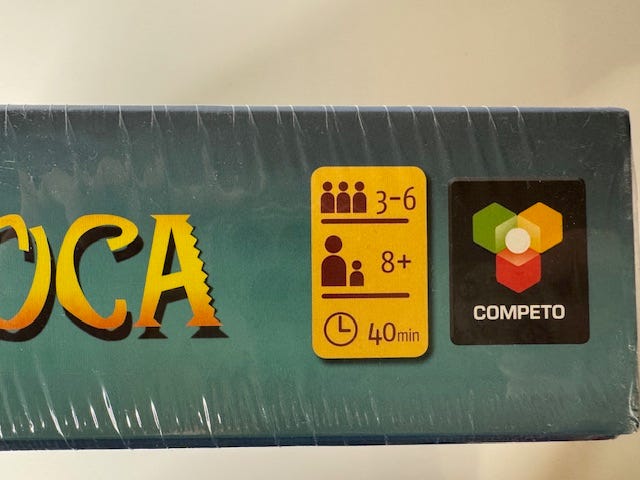 OCA
3-6
8+
40min
COMPETO